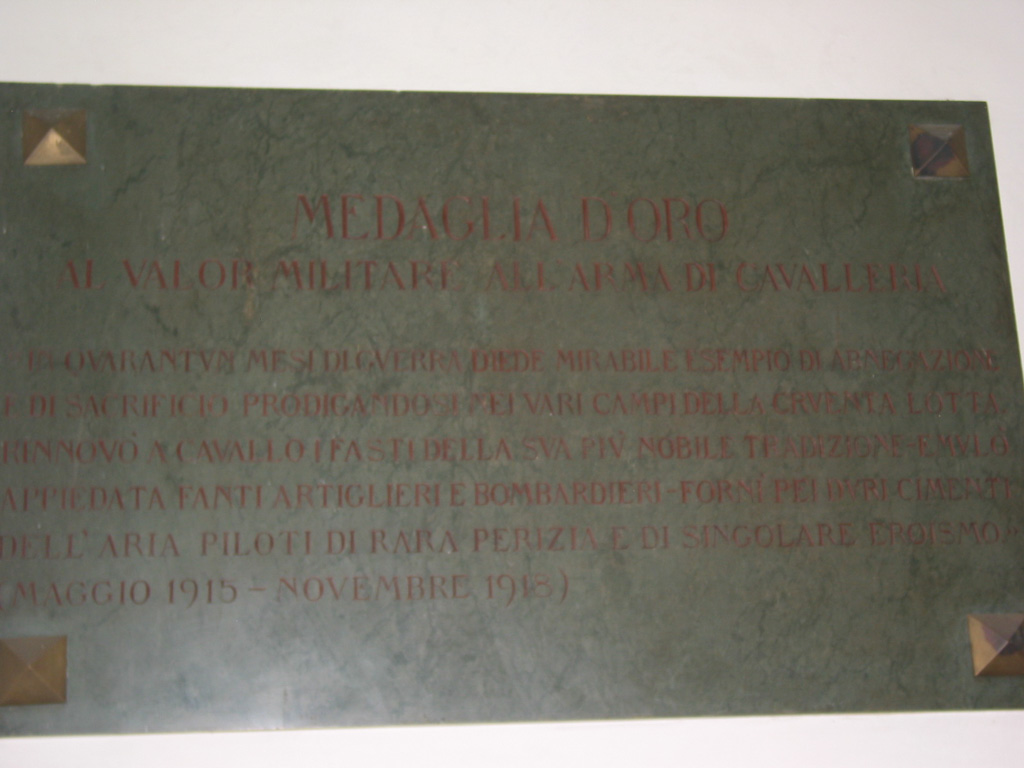 MEDAGLIA D'ORO
AL VALOR MILITARE ALL'ARMA DI CAVALLERIA
IN QVARANTVN MESI DI GVERRA DIEDE MIRABILE ESEMPIO DI ABNEGAZIONE
E DI SACRIFICIO. PRODIGANDOSI NEI VARI CAMPI DELLA CRVENTA LOTTA,
RINNOVÒ A CAVALLO I FASTI DELLA SVA PIÙ NOBILE TRADIZIONE-EMVLÒ
APPIEDATA FANTI ARTIGLIERI E BOMBARDIERI-FORNÌ PEI DVRI CIMENTI
DELL'ARIA PILOTI DI RARA PERIZIA E DI SINGOLARE EROISMO."
(MAGGIO 1915 - NOVEMBRE 1918)